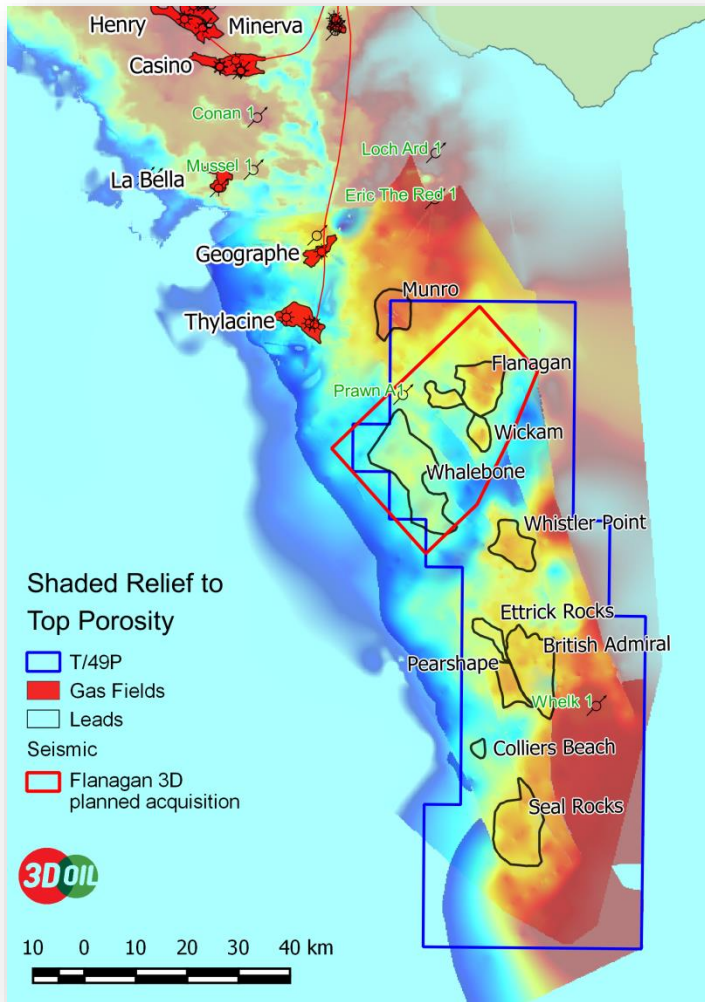 Henry
Minerva
Casino
Conan 1
Loch Ard 1
Mussel 1
La Bella
Eric The Red 1
Geographe
Munro
Thylacine
Flanagan
Prawn A1
Wickam
Whalebone
Whistler Point
Shaded Relief to
Top Porosity
Ettrick Rocks
T/49P
British Admiral
Pearshape
Gas Fields
Whelk 1
Leads
Seismic
Colliers Beach
Flanagan 3D
planned acquisition
Seal Rocks
3D OIL
10 0 10 20 30 40 km